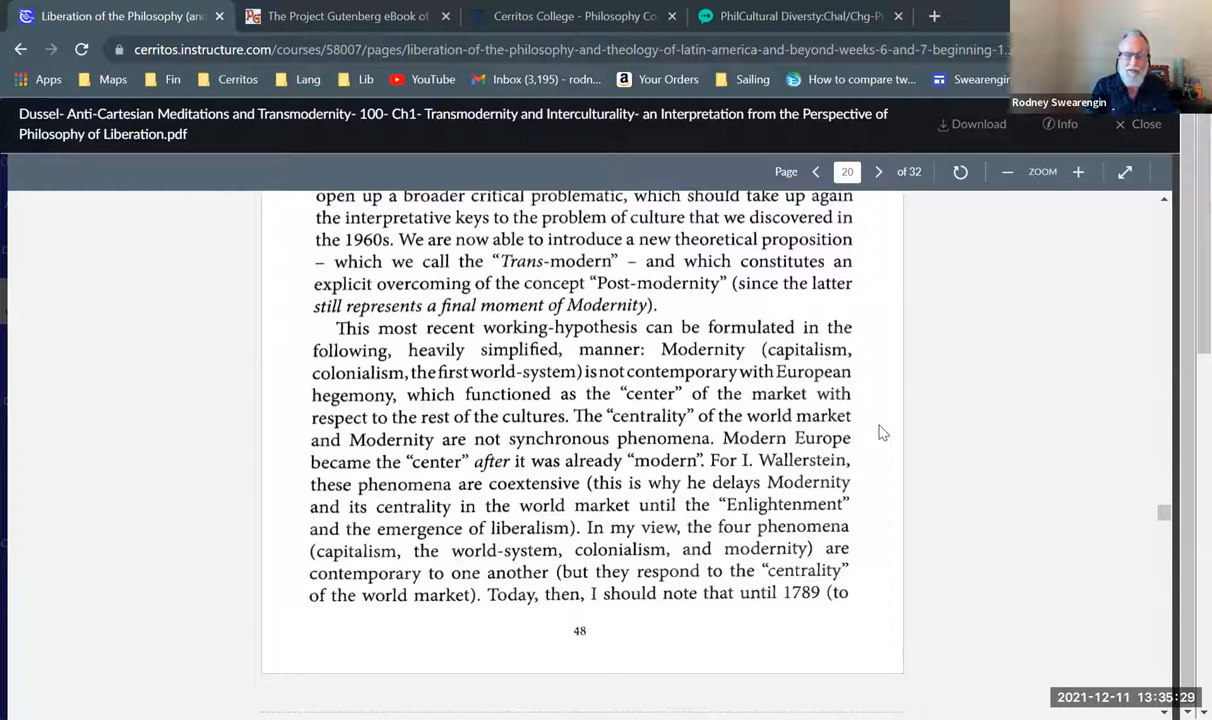 Liberation of the Philosophy (an
The Project Gutenberg eBook of
Cerritos College - Philosophy Co
PhilCultural Diversty:Chal/Chg-P
cerritos.instructure.com/courses/58007/pages/liberation-of-the-philosophy-and-theology-of-latin-america-and-beyond-weeks-6-and-7-beginning-1...
Apps
Maps
Fin
Cerritos
Lang
Lib
YouTube
Inbox (3,195) - rodn...
Your Orders
Sailing
How to compare tw...
Swearengin
Rodney Swearengin
Dussel- Anti-Cartesian Meditations and Transmodernity- 100- Ch1- Transmodernity and Interculturality- an Interpretation from the Perspective of
Philosophy of Liberation.pdf
Download
Info
Close
Page
20
of 32
ZOOM
open up a broader critical problematic, which should take up again
the interpretative keys to the problem of culture that we discovered in
the 1960s. We are now able to introduce a new theoretical proposition
– which we call the “Trans-modern” – and which constitutes an
explicit overcoming of the concept “Post-modernity” (since the latter
still represents a final moment of Modernity).
This most recent working-hypothesis can be formulated in the
following, heavily simplified, manner: Modernity (capitalism,
colonialism, the first world-system) is not contemporary with European
hegemony, which functioned as the “center” of the market with
respect to the rest of the cultures. The “centrality” of the world market
and Modernity are not synchronous phenomena. Modern Europe
became the “center” after it was already “modern”. For I. Wallerstein,
these phenomena are coextensive (this is why he delays Modernity
and its centrality in the world market until the “Enlightenment”
and the emergence of liberalism). In my view, the four phenomena
(capitalism, the world-system, colonialism, and modernity) are
contemporary to one another (but they respond to the “centrality”
of the world market). Today, then, I should note that until 1789 (to
48
2021-12-11 13:35:29